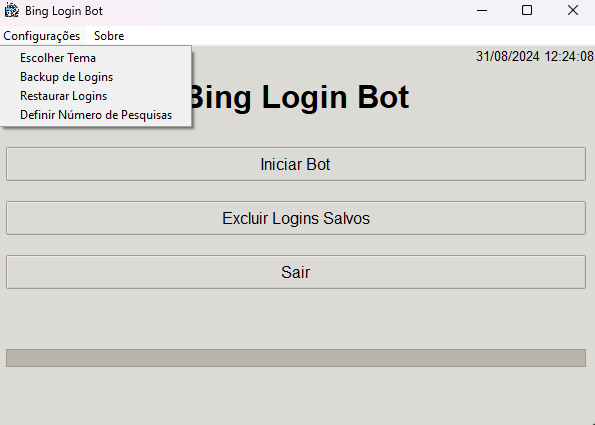 Bing Login Bot
Configurações Sobre
31/08/2024 12:24:08
Escolher Tema
Backup de Logins
Restaurar Logins
Definir Número de Pesquisas
Bing Login Bot
Iniciar Bot
Excluir Logins Salvos
Sair